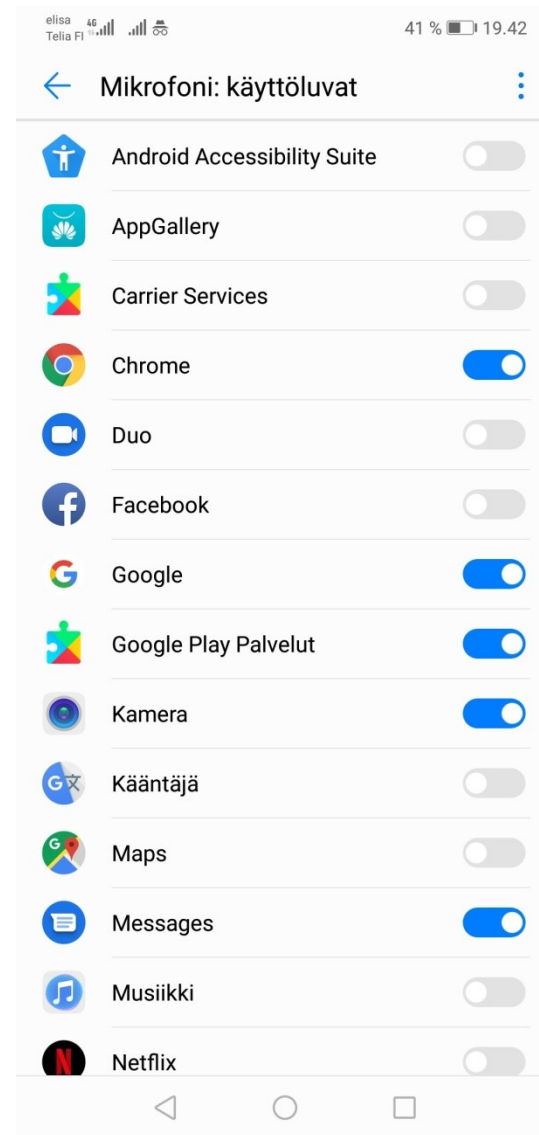 elisa 4G
Telia FI 41 % 19.42
Mikrofoni: käyttöluvat
Android Accessibility Suite
AppGallery
Carrier Services
Chrome
Duo
Facebook
Google
Google Play Palvelut
Kamera
Kääntäjä
Maps
Messages
Musiikki
Netflix